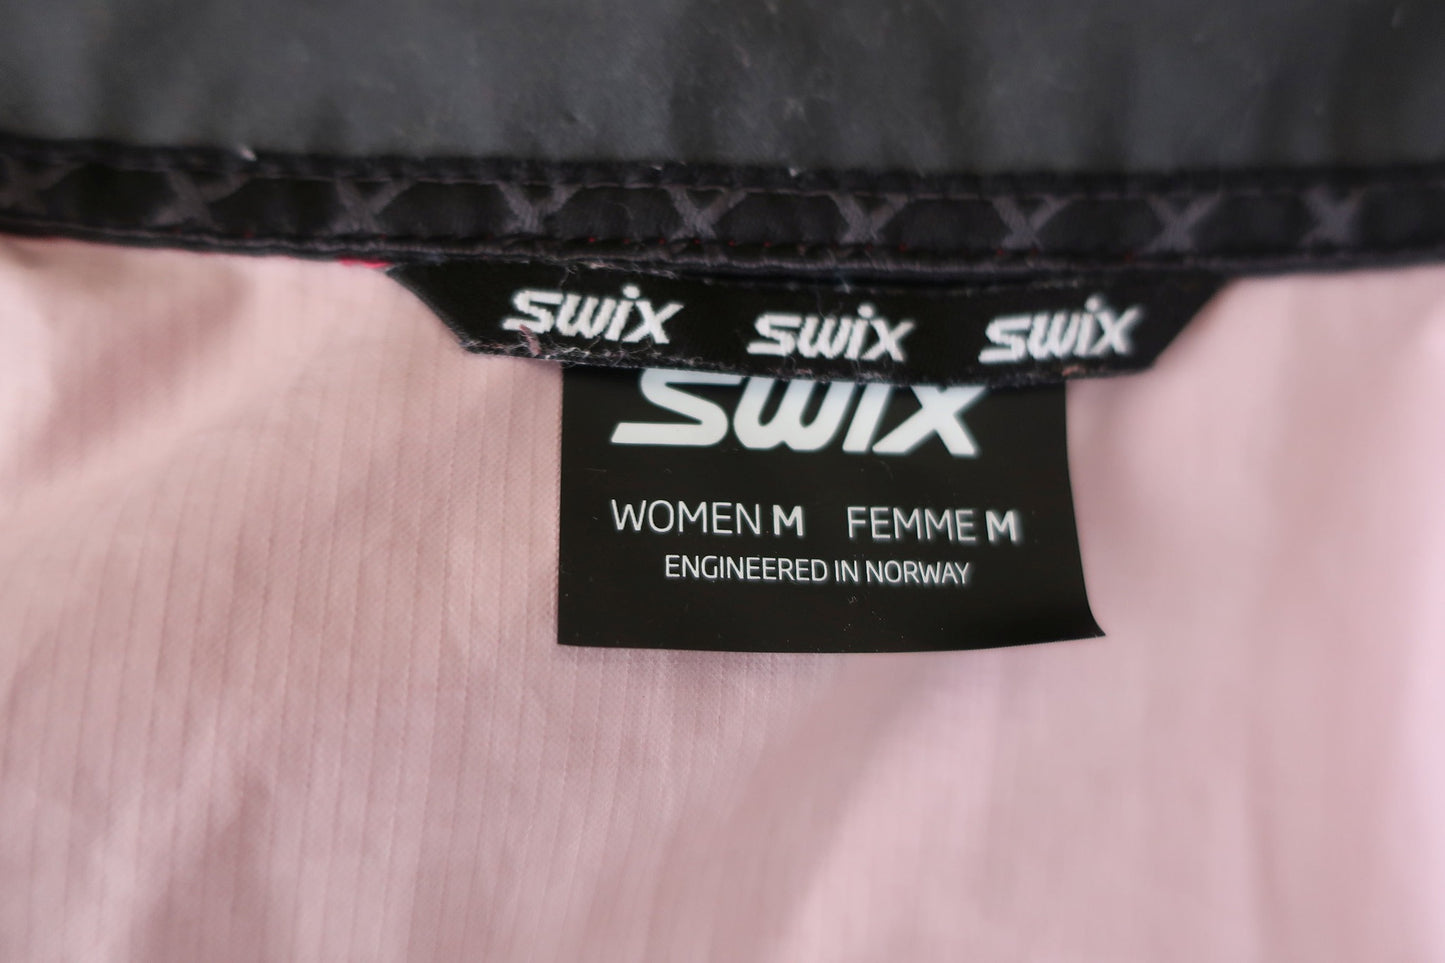 swix swix swix
swix
WOMEN M FEMME M
ENGINEERED IN NORWAY